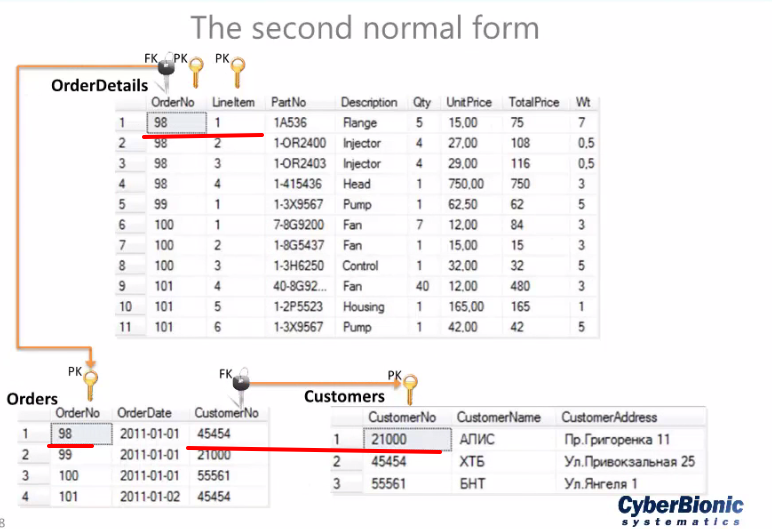 The second normal form
FK PK PK
OrderDetails
OrderNo LineItem PartNo Description Qty UnitPrice TotalPrice Wt
1 98 1 1A536 Flange 5 15,00 75 7
2 98 2 1-OR2400 Injector 4 27,00 108 0,5
3 98 3 1-OR2403 Injector 4 29,00 116 0,5
4 98 4 1-415436 Head 1 750,00 750 3
5 99 1 1-3X9567 Pump 1 62,50 62 5
6 100 1 7-8G9200 Fan 7 12,00 84 3
7 100 2 1-8G5437 Fan 1 15,00 15 3
8 100 3 1-3H6250 Control 1 32,00 32 5
9 101 4 40-8G92... Fan 40 12,00 480 3
10 101 5 1-2P5523 Housing 1 165,00 165 1
11 101 6 1-3X9567 Pump 1 42,00 42 5
PK FK PK
Orders Customers
OrderNo OrderDate CustomerNo
1 98 2011-01-01 45454
2 99 2011-01-01 21000
3 100 2011-01-01 55561
4 101 2011-01-02 45454
CustomerNo CustomerName CustomerAddress
1 21000 АЛИС Пр.Григоренка 11
2 45454 ХТБ Ул.Привокзальная 25
3 55561 БНТ Ул.Янгеля 1
CyberBionic
systematics
8